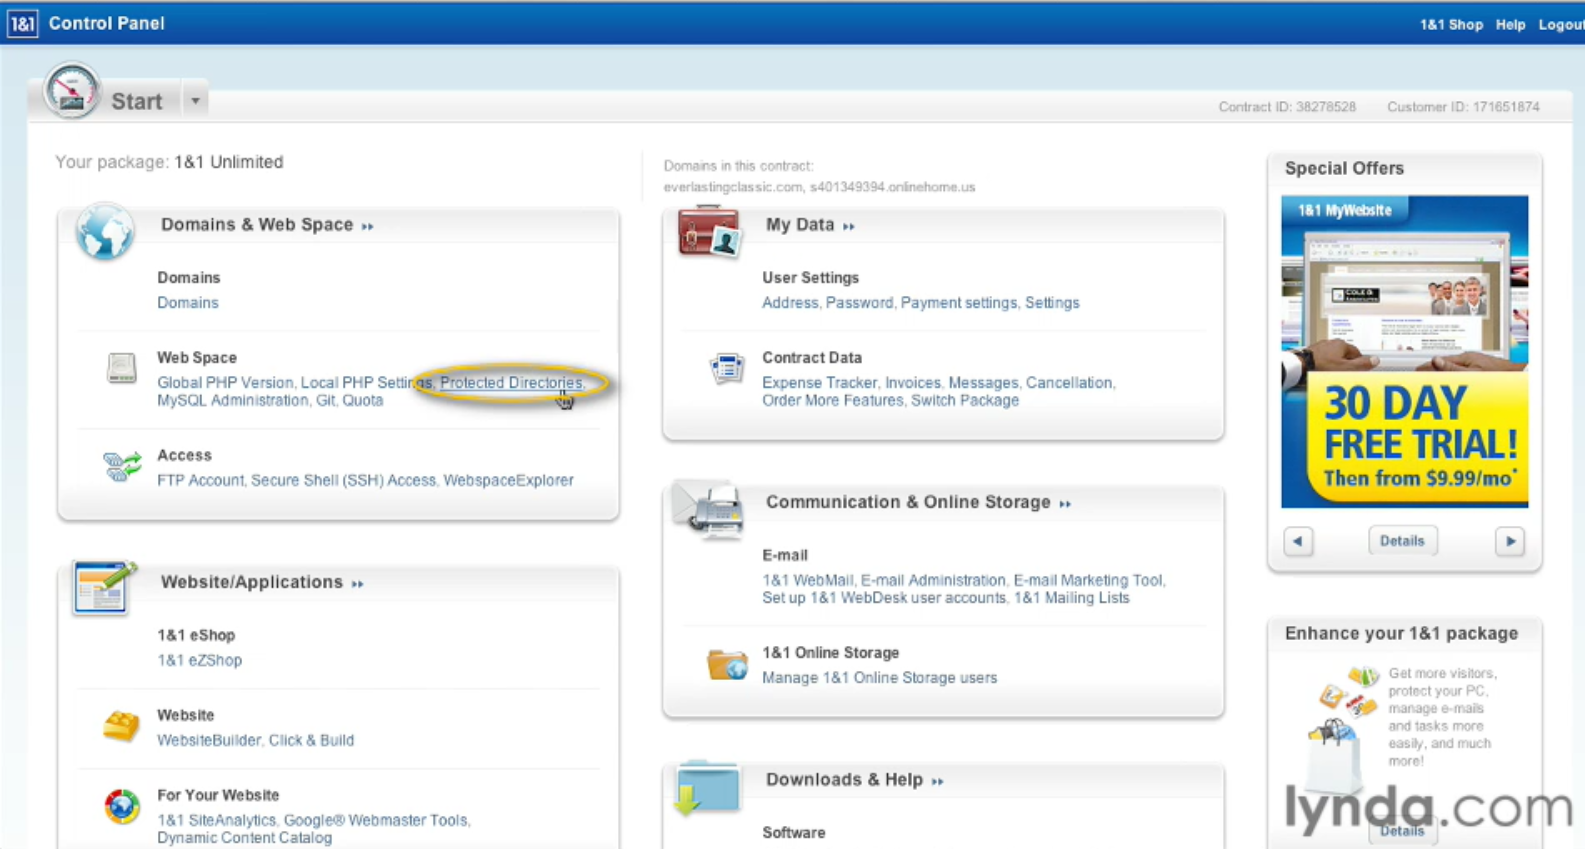 1&1 Control Panel
1&1 Shop Help Logout
Start
Contract ID: 38278528 Customer ID: 171651874
Your package: 1&1 Unlimited
Domains in this contract:
everlastingclassic.com, s401349394.onlinehome.us
Domains & Web Space
Domains
Domains
Web Space
Global PHP Version, Local PHP Settings, Protected Directories,
MySQL Administration, Git, Quota
Access
FTP Account, Secure Shell (SSH) Access, WebspaceExplorer
Website/Applications
1&1 eShop
1&1 eZShop
Website
WebsiteBuilder, Click & Build
For Your Website
1&1 SiteAnalytics, Google® Webmaster Tools,
Dynamic Content Catalog
My Data
User Settings
Address, Password, Payment settings, Settings
Contract Data
Expense Tracker, Invoices, Messages, Cancellation,
Order More Features, Switch Package
Communication & Online Storage
E-mail
1&1 WebMail, E-mail Administration, E-mail Marketing Tool,
Set up 1&1 WebDesk user accounts, 1&1 Mailing Lists
1&1 Online Storage
Manage 1&1 Online Storage users
Downloads & Help
Software
Special Offers
1&1 MyWebsite
30 DAY
FREE TRIAL!
Then from $9.99/mo*
Details
Enhance your 1&1 package
Get more visitors,
protect your PC,
manage e-mails
and tasks more
easily, and much
more!
lynda.com
Details